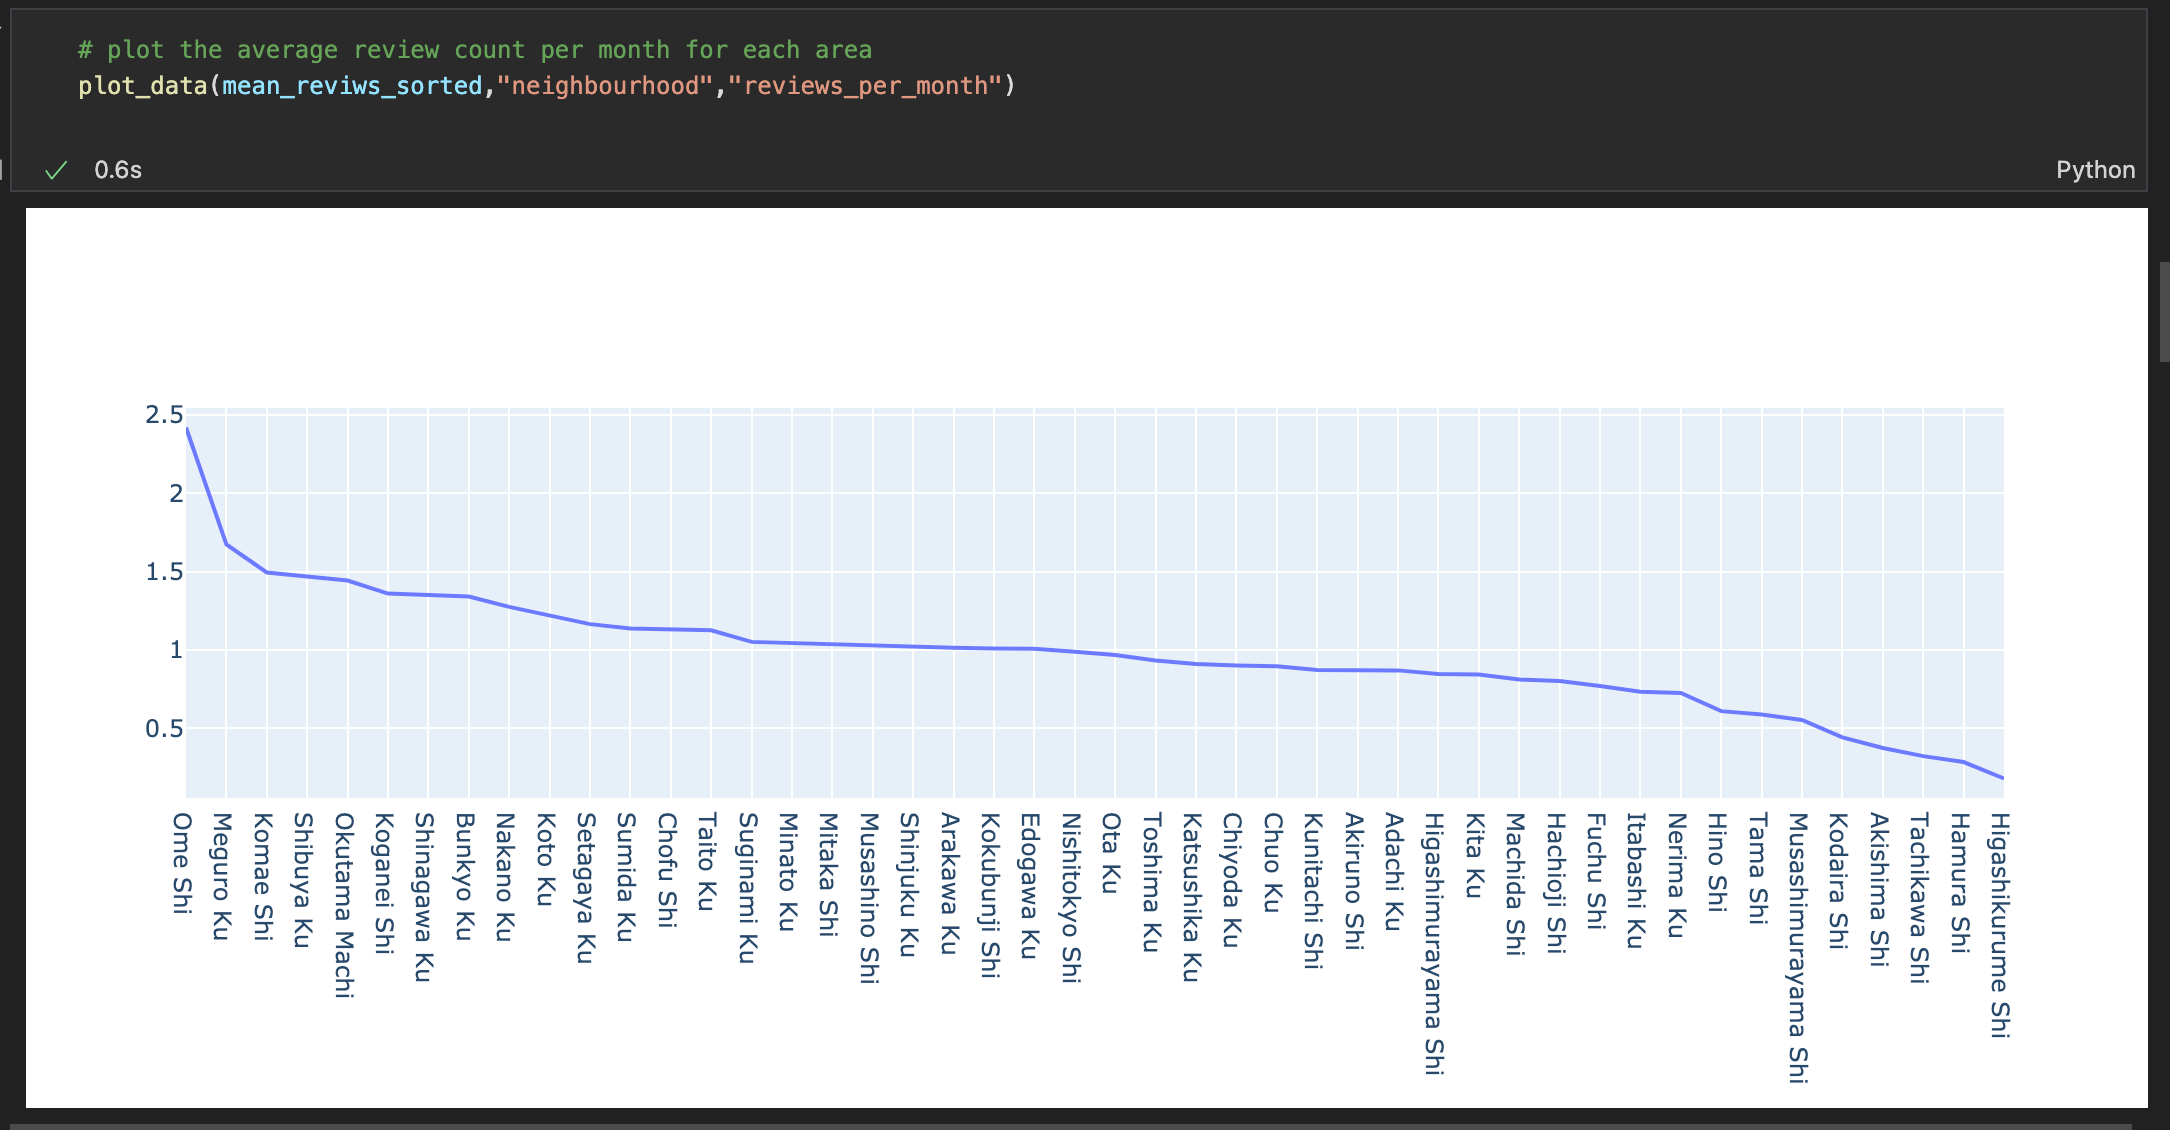 # plot the average review count per month for each area
plot_data(mean_reviws_sorted,"neighbourhood","reviews_per_month")
0.6s
Python
2.5
2
1.5
1
0.5
Ome Shi
Meguro Ku
Komae Shi
Shibuya Ku
Okutama Machi
Koganei Shi
Shinagawa Ku
Bunkyo Ku
Nakano Ku
Koto Ku
Setagaya Ku
Sumida Ku
Chofu Shi
Taito Ku
Suginami Ku
Minato Ku
Mitaka Shi
Musashino Shi
Shinjuku Ku
Arakawa Ku
Kokubunji Shi
Edogawa Ku
Nishitokyo Shi
Ota Ku
Toshima Ku
Katsushika Ku
Chiyoda Ku
Chuo Ku
Kunitachi Shi
Akiruno Shi
Adachi Ku
Higashimurayama Shi
Kita Ku
Machida Shi
Hachioji Shi
Fuchu Shi
Itabashi Ku
Nerima Ku
Hino Shi
Tama Shi
Musashimurayama Shi
Kodaira Shi
Akishima Shi
Tachikawa Shi
Hamura Shi
Higashikurume Shi